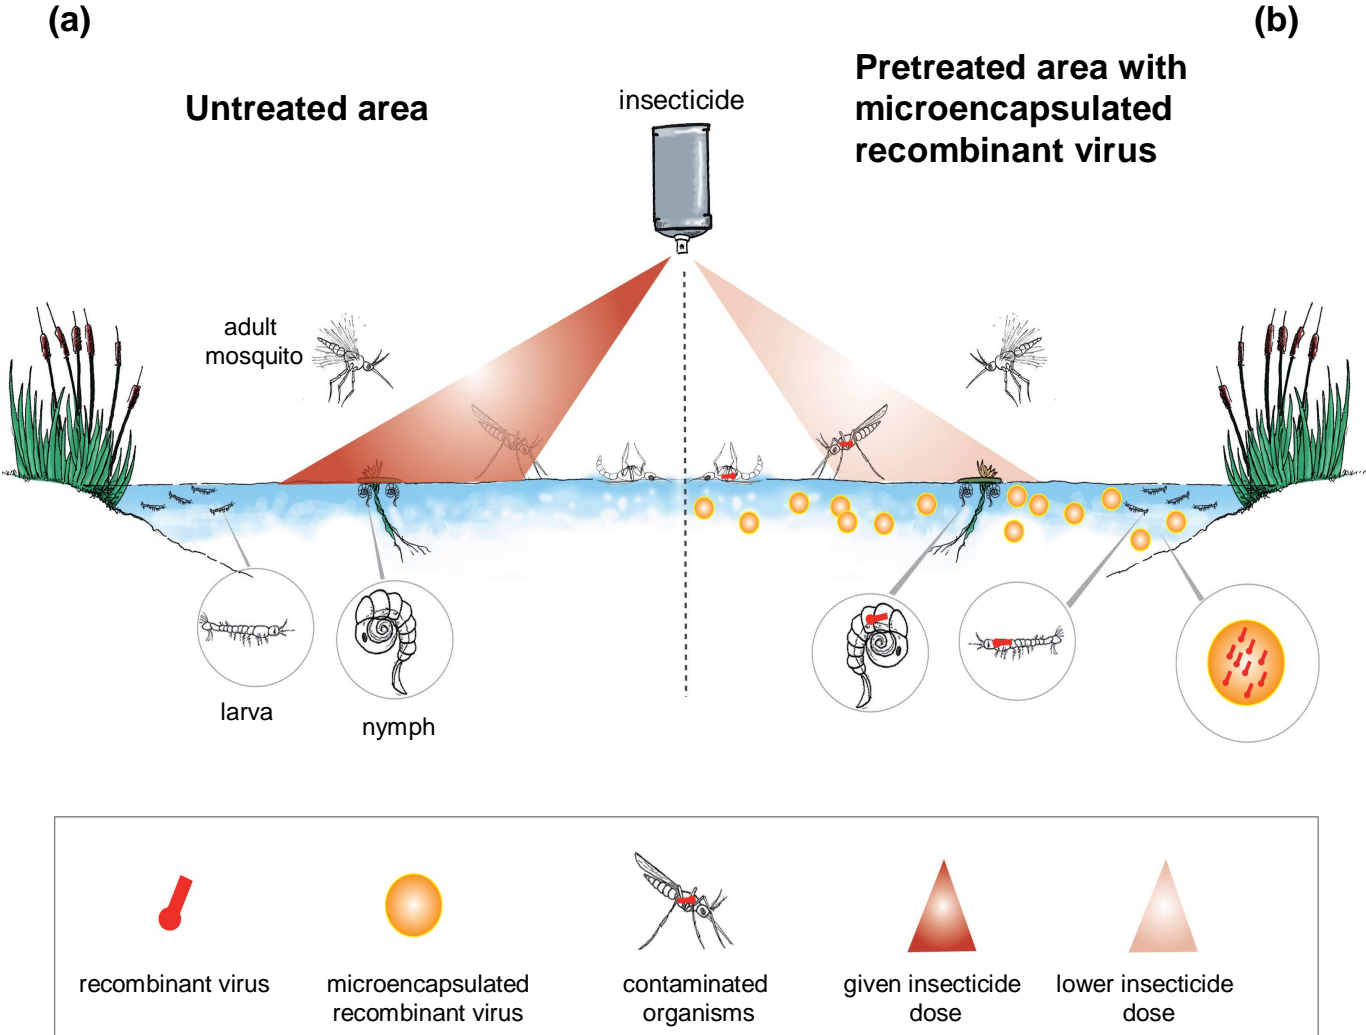 (a)
(b)
Untreated area
insecticide
Pretreated area with
microencapsulated
recombinant virus
adult
mosquito
larva
nymph
recombinant virus
microencapsulated
recombinant virus
contaminated
organisms
given insecticide
dose
lower insecticide
dose